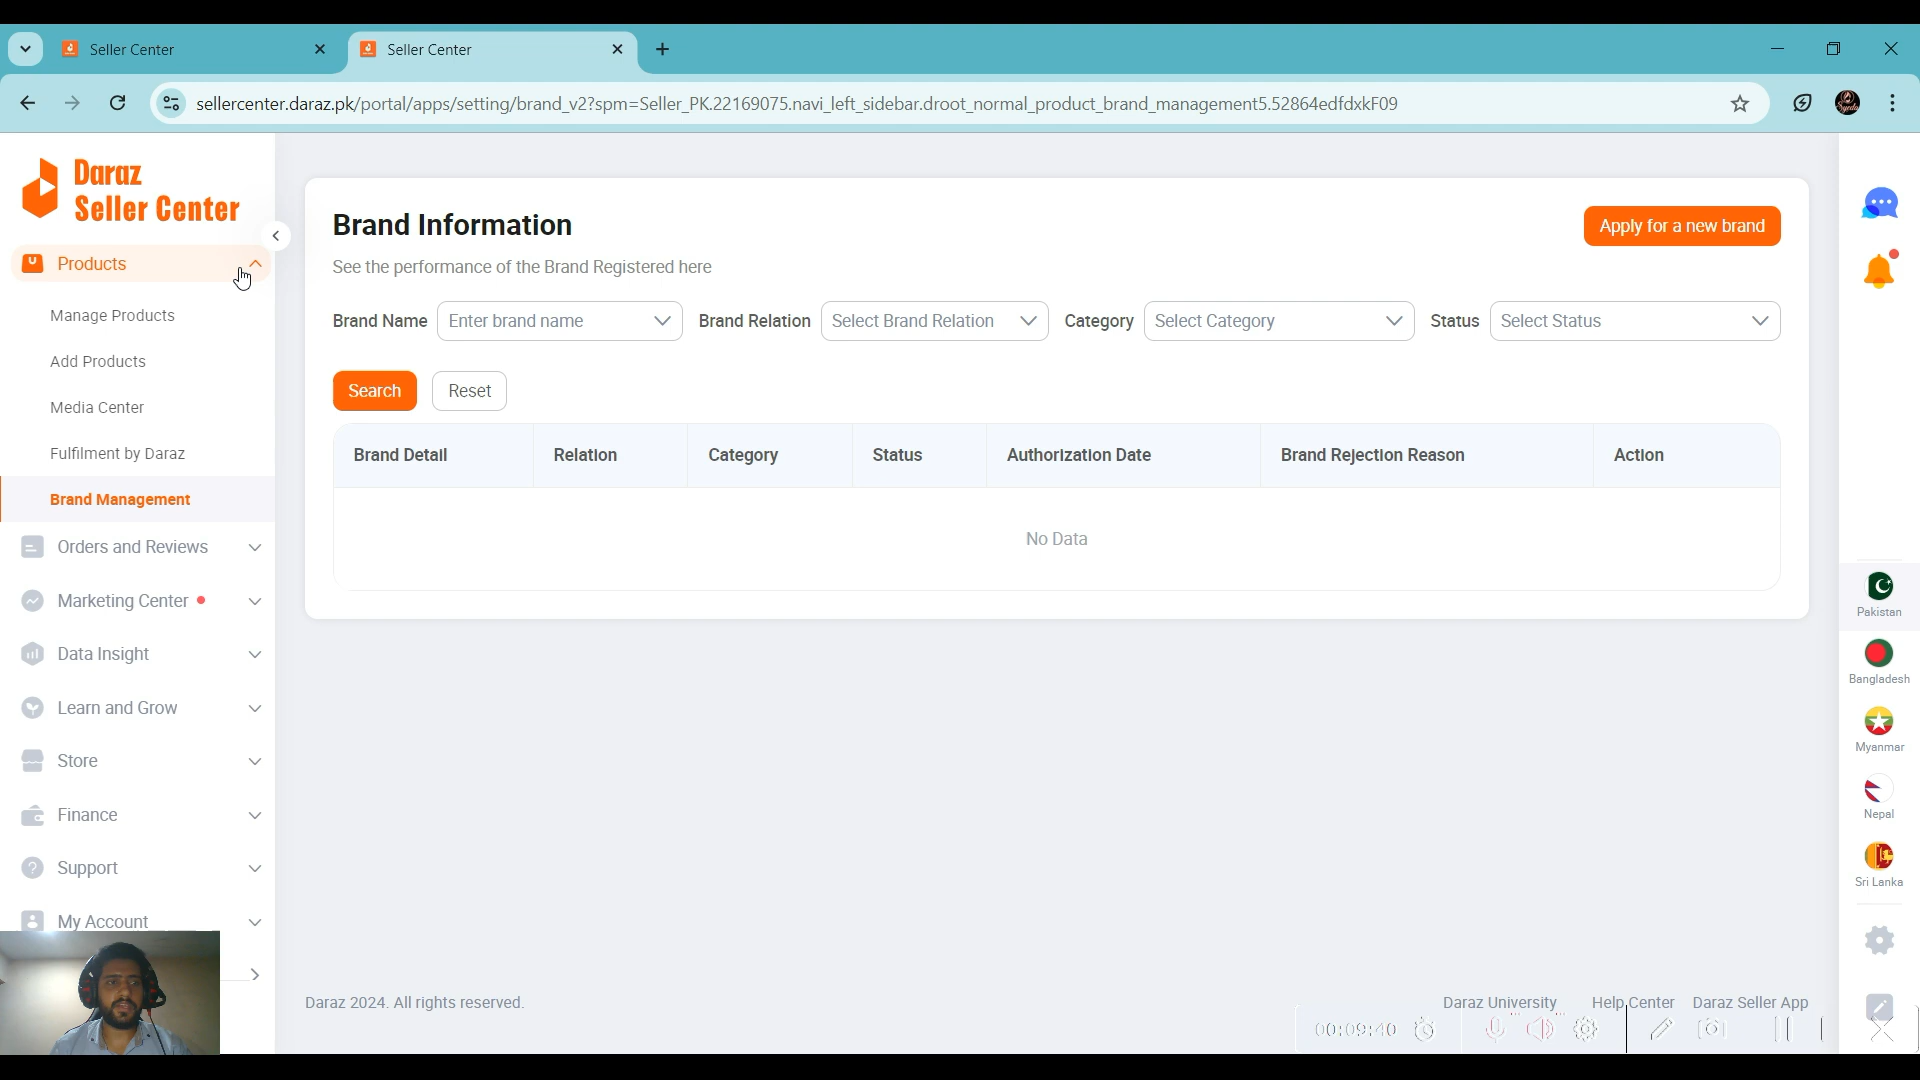 Seller Center
Seller Center
sellercenter.daraz.pk/portal/apps/setting/brand_v2?spm=Seller_PK.22169075.navi_left_sidebar.droot_normal_product_brand_management5.52864edfdxkF09
Daraz
Seller Center
Products
Manage Products
Add Products
Media Center
Fulfilment by Daraz
Brand Management
Orders and Reviews
Marketing Center
Data Insight
Learn and Grow
Store
Finance
Support
My Account
Brand Information
Apply for a new brand
See the performance of the Brand Registered here
Brand Name Enter brand name Brand Relation Select Brand Relation Category Select Category Status Select Status
Search Reset
Brand Detail Relation Category Status Authorization Date Brand Rejection Reason Action
No Data
Pakistan
Bangladesh
Myanmar
Nepal
Sri Lanka
Daraz 2024. All rights reserved.
Daraz University Help Center Daraz Seller App
00:09:40